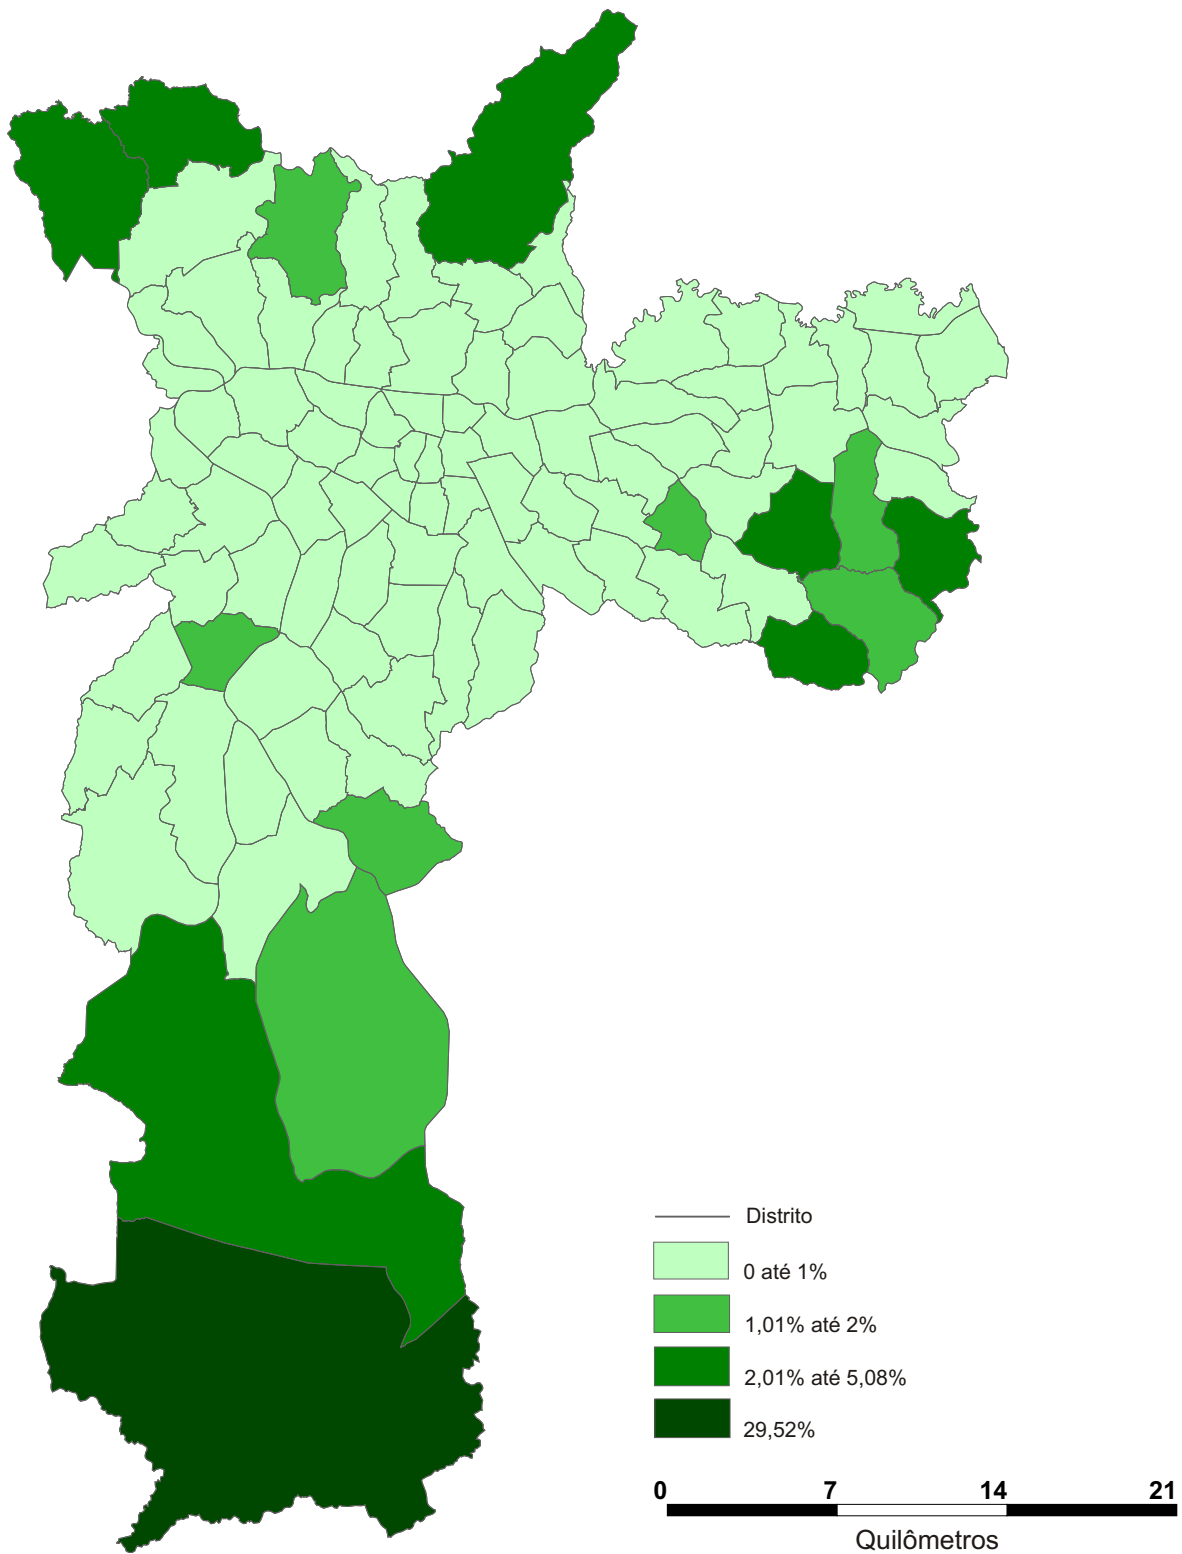 Distrito
0 até 1%
1,01% até 2%
2,01% até 5,08%
29,52%
0 7 14 21
Quilômetros